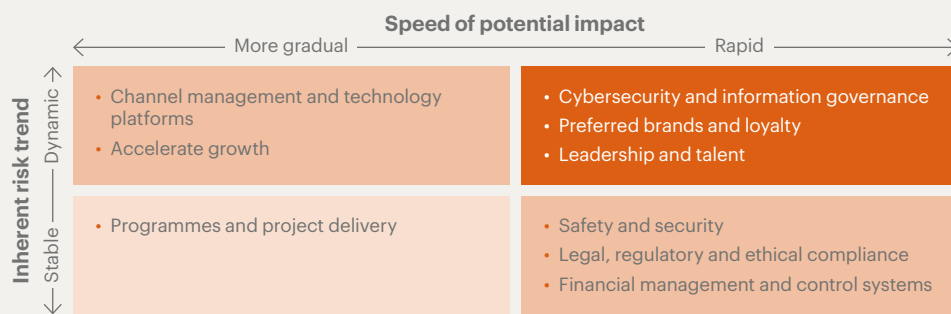 Speed of potential impact
More gradual
Rapid
Inherent risk trend
Dynamic
Stable
• Channel management and technology
platforms
• Accelerate growth
• Cybersecurity and information governance
• Preferred brands and loyalty
• Leadership and talent
• Programmes and project delivery
• Safety and security
• Legal, regulatory and ethical compliance
• Financial management and control systems